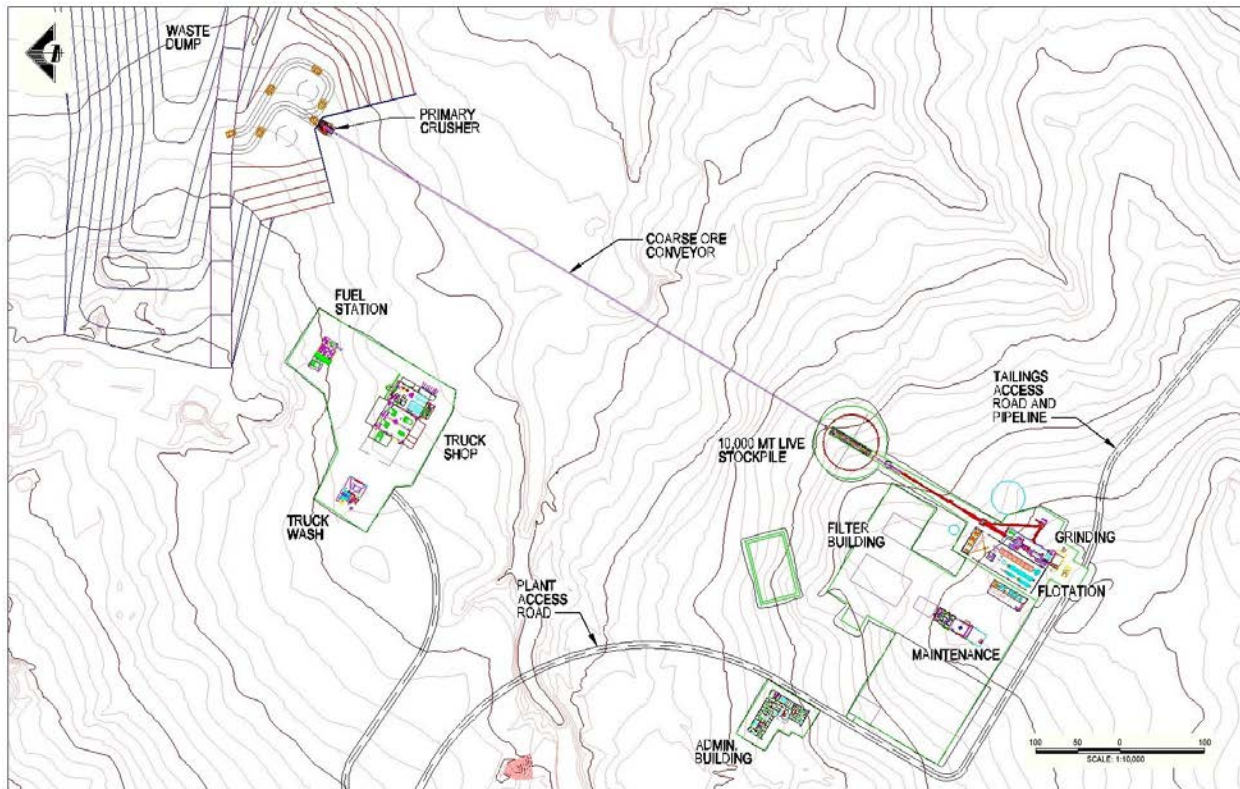 WASTE
DUMP
PRIMARY
CRUSHER
COARSE ORE
CONVEYOR
FUEL
STATION
TRUCK
SHOP
TRUCK
WASH
TAILINGS
ACCESS
ROAD AND
PIPELINE
10,000 MT LIVE
STOCKPILE
FILTER
BUILDING
GRINDING
FLOTATION
PLANT
ACCESS
ROAD
MAINTENANCE
ADMIN.
BUILDING
100 50 0 100
SCALE: 1:10,000